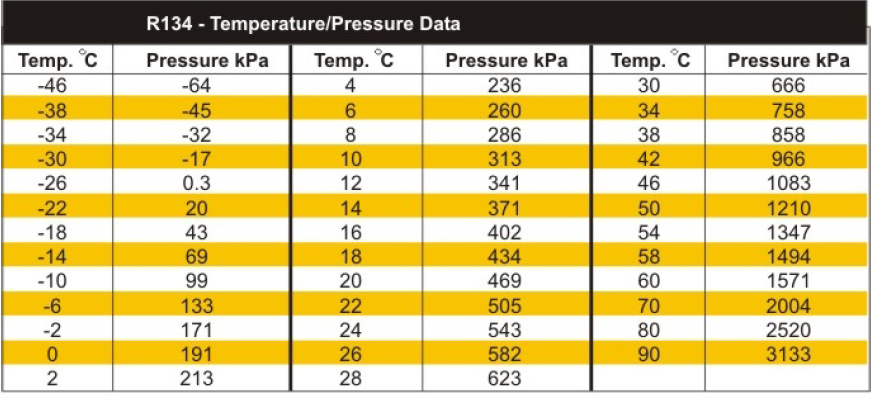 R134 - Temperature/Pressure Data
Temp. °C Pressure kPa Temp. °C Pressure kPa Temp. °C Pressure kPa
-46 -64 4 236 30 666
-38 -45 6 260 34 758
-34 -32 8 286 38 858
-30 -17 10 313 42 966
-26 0.3 12 341 46 1083
-22 20 14 371 50 1210
-18 43 16 402 54 1347
-14 69 18 434 58 1494
-10 99 20 469 60 1571
-6 133 22 505 70 2004
-2 171 24 543 80 2520
0 191 26 582 90 3133
2 213 28 623